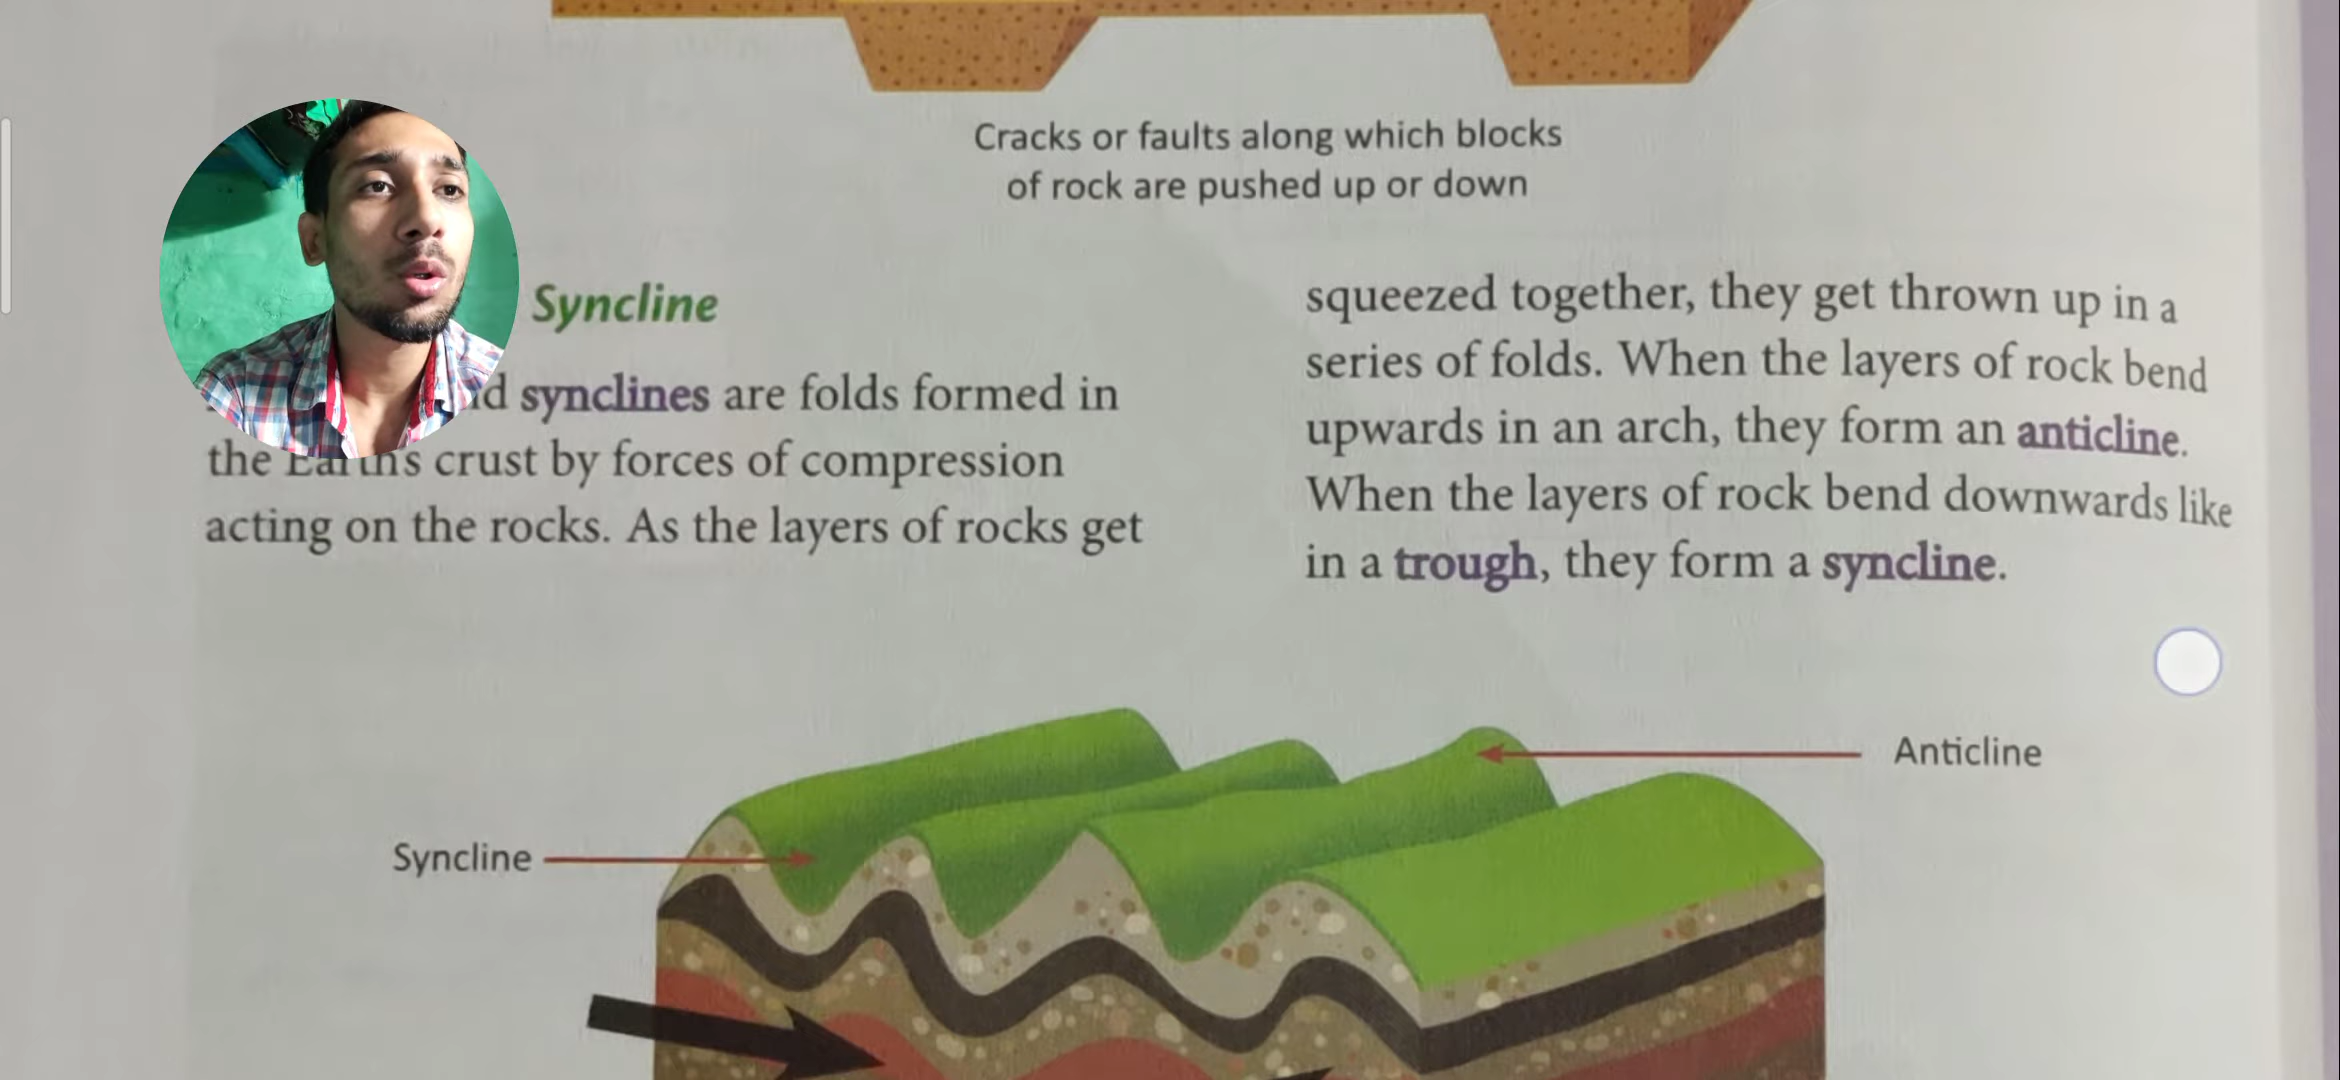 Cracks or faults along which blocks
of rock are pushed up or down
Syncline
synclines are folds formed in
the Earth's crust by forces of compression
acting on the rocks. As the layers of rocks get
squeezed together, they get thrown up in a
series of folds. When the layers of rock bend
upwards in an arch, they form an anticline.
When the layers of rock bend downwards like
in a trough, they form a syncline.
Anticline
Syncline